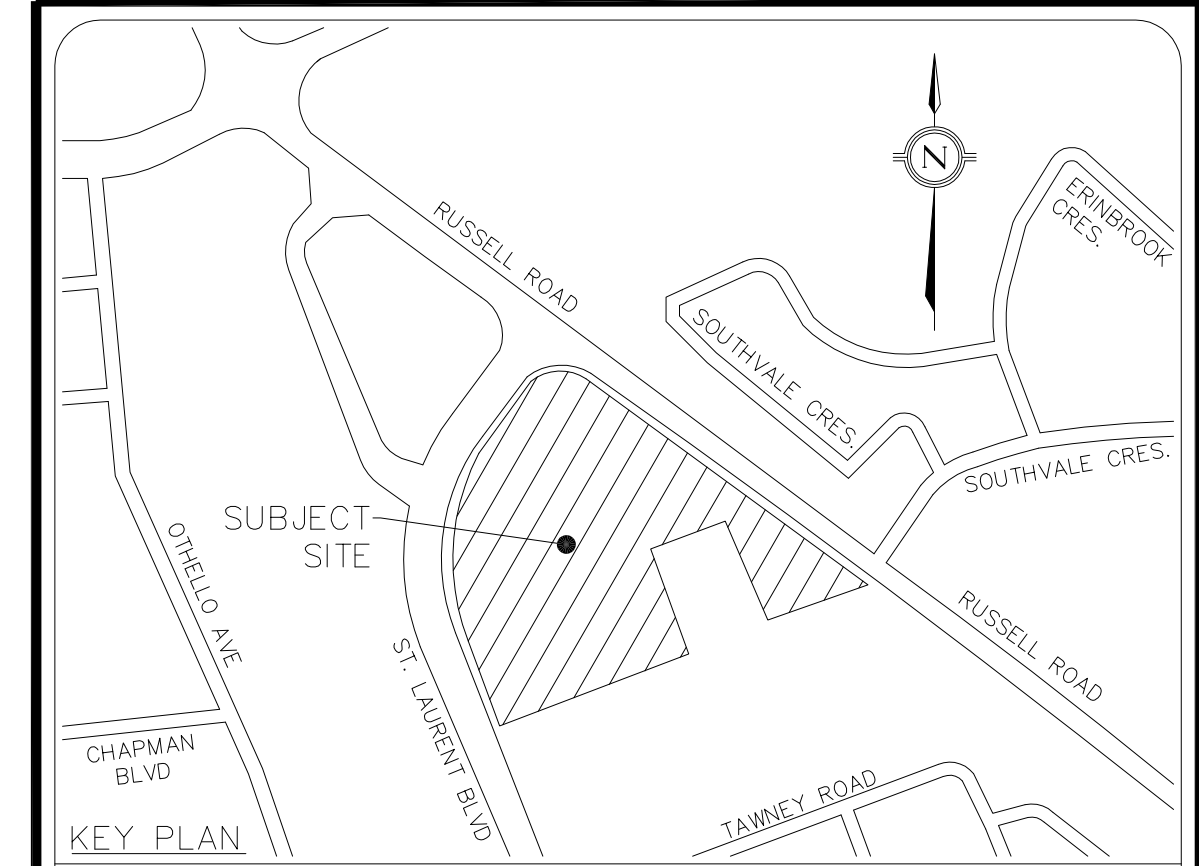 N
ERINBROOK
CRES.
RUSSELL ROAD
SOUTHVALE CRES.
SOUTHVALE CRES.
SUBJECT
SITE
OTHELLO AVE
RUSSELL ROAD
ST. LAURENT BLVD
CHAPMAN
BLVD
TAWNEY ROAD
KEY PLAN